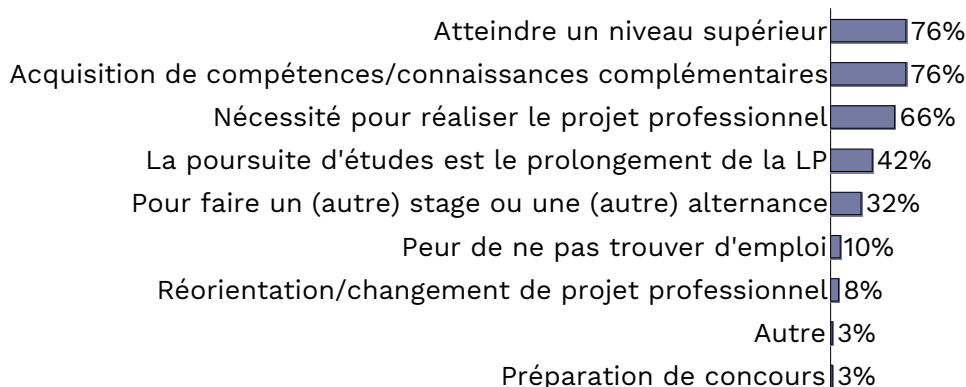 Atteindre un niveau supérieur 76%
Acquisition de compétences/connaissances complémentaires 76%
Nécessité pour réaliser le projet professionnel 66%
La poursuite d'études est le prolongement de la LP 42%
Pour faire un (autre) stage ou une (autre) alternance 32%
Peur de ne pas trouver d'emploi 10%
Réorientation/changement de projet professionnel 8%
Autre 3%
Préparation de concours 3%